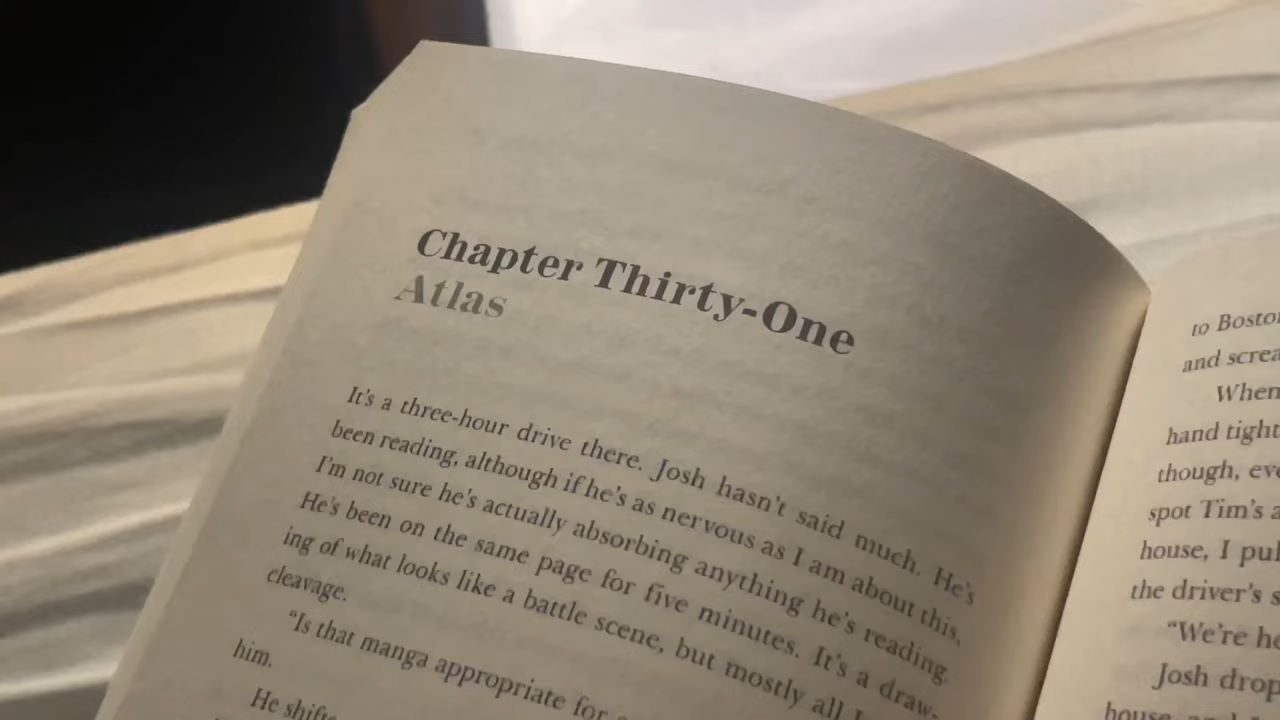 Chapter Thirty-One
Atlas
It's a three-hour drive there. Josh hasn't said much. He's
been reading, although if he's as nervous as I am about this,
I'm not sure he's actually absorbing anything he's reading.
He's been on the same page for five minutes. It's a draw-
ing of what looks like a battle scene, but mostly all I
cleavage.
"Is that manga appropriate for
him.
He shifts
to Boston
and screa
When
hand tight
though, eve
spot Tim's a
house, I pul
the driver's s
"We're he
Josh drop
house